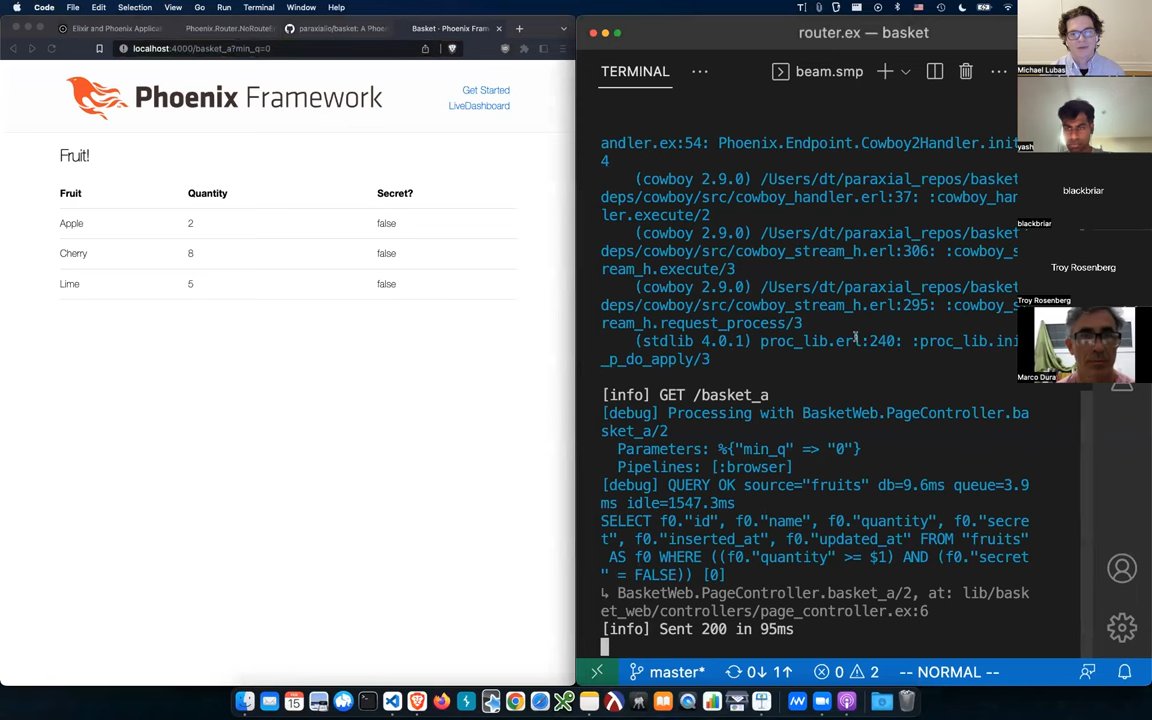 Code File Edit Selection View Go Run Terminal Window Help
Elixir and Phoenix Applica
Phoenix.Router.NoRouteE
paraxialio/basket: A Phoen
Basket · Phoenix Fram
localhost:4000/basket_a?min_q=0
Phoenix Framework
Get Started
LiveDashboard
Fruit!
Fruit Quantity Secret?
Apple 2 false
Cherry 8 false
Lime 5 false
router.ex — basket
TERMINAL
beam.smp
andler.ex:54: Phoenix.Endpoint.Cowboy2Handler.init
4
(cowboy 2.9.0) /Users/dt/paraxial_repos/basket
deps/cowboy/src/cowboy_handler.erl:37: :cowboy_han
ler.execute/2
(cowboy 2.9.0) /Users/dt/paraxial_repos/basket
deps/cowboy/src/cowboy_stream_h.erl:306: :cowboy_s
ream_h.execute/3
(cowboy 2.9.0) /Users/dt/paraxial_repos/basket
deps/cowboy/src/cowboy_stream_h.erl:295: :cowboy_s
ream_h.request_process/3
(stdlib 4.0.1) proc_lib.erl:240: :proc_lib.ini
_p_do_apply/3
[info] GET /basket_a
[debug] Processing with BasketWeb.PageController.ba
sket_a/2
Parameters: %{"min_q" => "0"}
Pipelines: [:browser]
[debug] QUERY OK source="fruits" db=9.6ms queue=3.9
ms idle=1547.3ms
SELECT f0."id", f0."name", f0."quantity", f0."secre
t", f0."inserted_at", f0."updated_at" FROM "fruits"
AS f0 WHERE ((f0."quantity" >= $1) AND (f0."secret
" = FALSE)) [0]
↳ BasketWeb.PageController.basket_a/2, at: lib/bask
et_web/controllers/page_controller.ex:6
[info] Sent 200 in 95ms
master* 0↓ 1↑ 0 2 -- NORMAL --
Michael Lubas
yash
blackbriar
blackbriar
Troy Rosenberg
Troy Rosenberg
Marco Dura
FEB
15